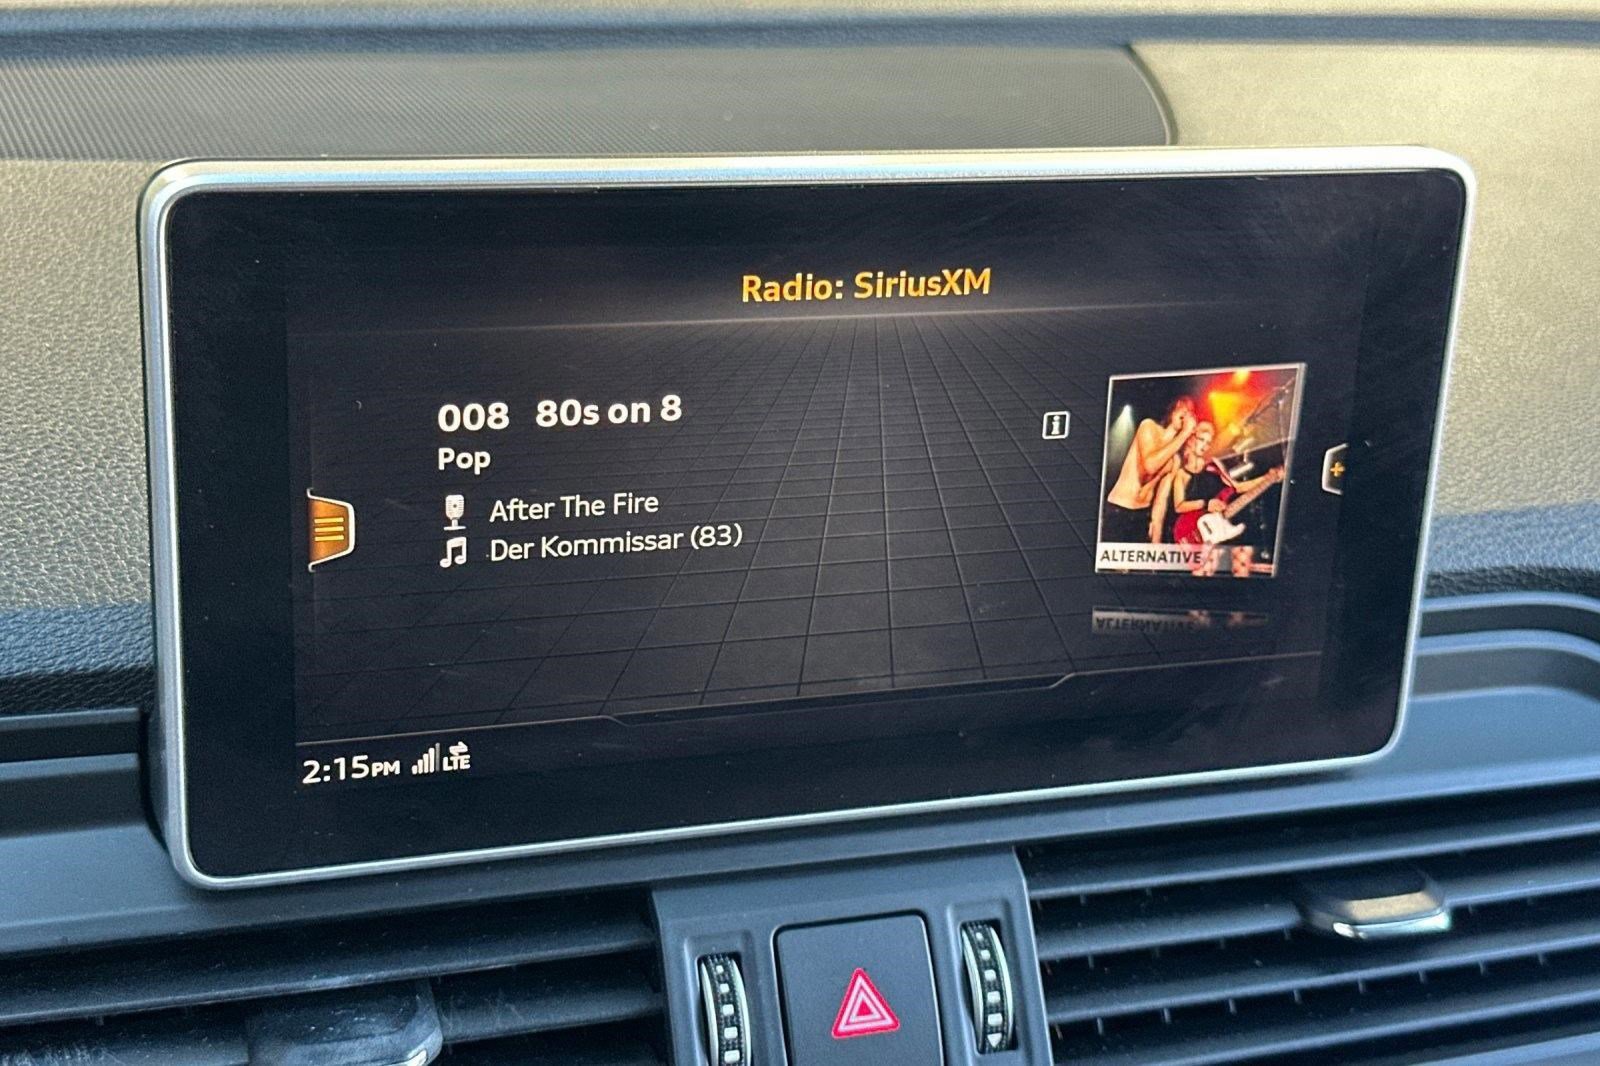 Radio: SiriusXM
008 80s on 8
Pop
After The Fire
Der Kommissar (83)
ALTERNATIVE
2:15PM LTE